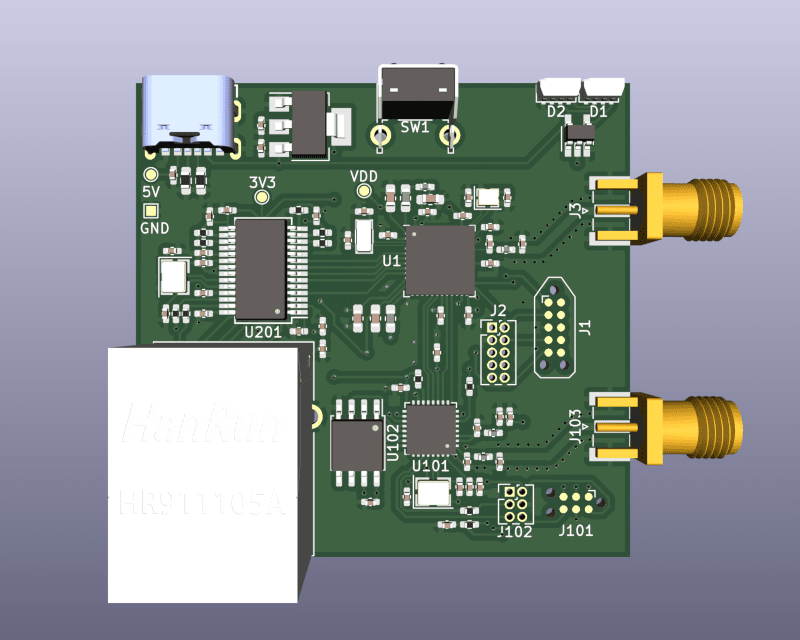 D2 D1
SW1
5V
3V3
VDD
GND
J3
U1
J2
J1
U201
HanRun
HR911105A
U102
U101
J103
J102
J101